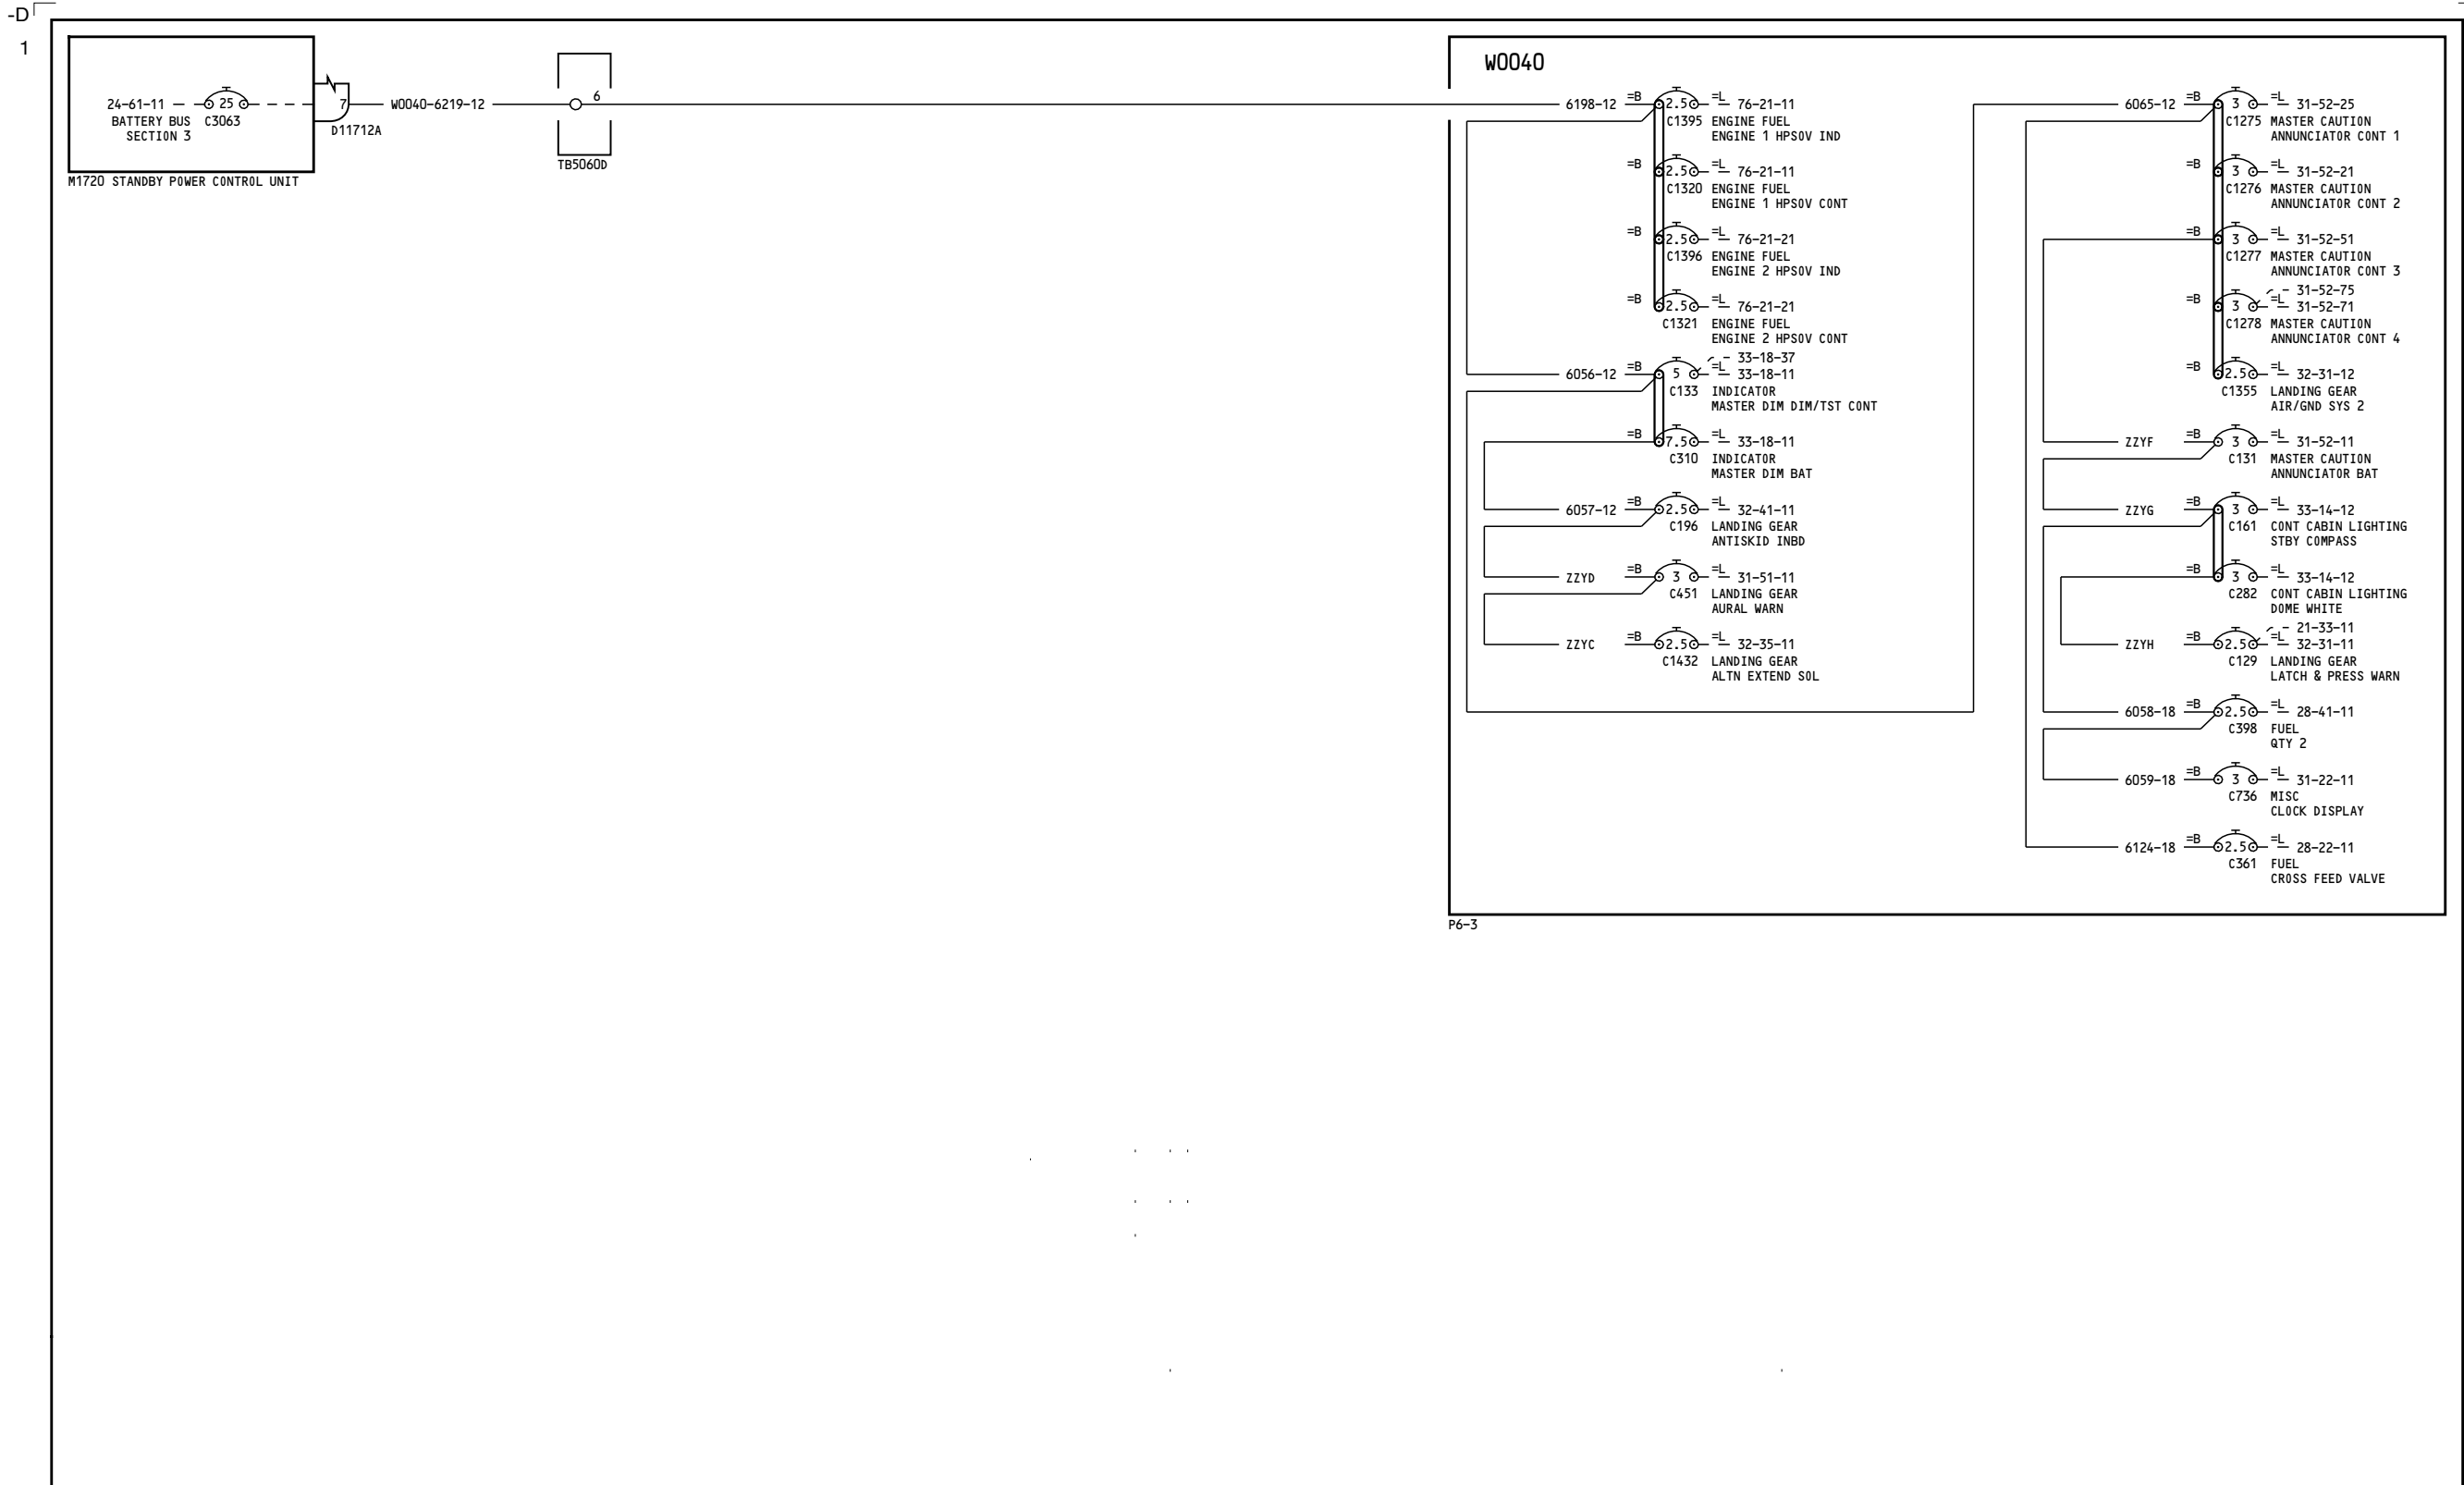 -D
1
24-61-11
25
BATTERY BUS
SECTION 3
C3063
7
D11712A
M1720 STANDBY POWER CONTROL UNIT
W0040-6219-12
6
TB5060D
W0040
6198-12 =B 2.5 =L 76-21-11
C1395 ENGINE FUEL
ENGINE 1 HPSOV IND
=B 2.5 =L 76-21-11
C1320 ENGINE FUEL
ENGINE 1 HPSOV CONT
=B 2.5 =L 76-21-21
C1396 ENGINE FUEL
ENGINE 2 HPSOV IND
=B 2.5 =L 76-21-21
C1321 ENGINE FUEL
ENGINE 2 HPSOV CONT
33-18-37
6056-12 =B 5 =L 33-18-11
C133 INDICATOR
MASTER DIM DIM/TST CONT
=B 7.5 =L 33-18-11
C310 INDICATOR
MASTER DIM BAT
6057-12 =B 2.5 =L 32-41-11
C196 LANDING GEAR
ANTISKID INBD
ZZYD =B 3 =L 31-51-11
C451 LANDING GEAR
AURAL WARN
ZZYC =B 2.5 =L 32-35-11
C1432 LANDING GEAR
ALTN EXTEND SOL
6065-12 =B 3 =L 31-52-25
C1275 MASTER CAUTION
ANNUNCIATOR CONT 1
=B 3 =L 31-52-21
C1276 MASTER CAUTION
ANNUNCIATOR CONT 2
=B 3 =L 31-52-51
C1277 MASTER CAUTION
ANNUNCIATOR CONT 3
31-52-75
=B 3 =L 31-52-71
C1278 MASTER CAUTION
ANNUNCIATOR CONT 4
=B 2.5 =L 32-31-12
C1355 LANDING GEAR
AIR/GND SYS 2
ZZYF =B 3 =L 31-52-11
C131 MASTER CAUTION
ANNUNCIATOR BAT
ZZYG =B 3 =L 33-14-12
C161 CONT CABIN LIGHTING
STBY COMPASS
=B 3 =L 33-14-12
C282 CONT CABIN LIGHTING
DOME WHITE
21-33-11
ZZYH =B 2.5 =L 32-31-11
C129 LANDING GEAR
LATCH & PRESS WARN
6058-18 =B 2.5 =L 28-41-11
C398 FUEL
QTY 2
6059-18 =B 3 =L 31-22-11
C736 MISC
CLOCK DISPLAY
6124-18 =B 2.5 =L 28-22-11
C361 FUEL
CROSS FEED VALVE
P6-3